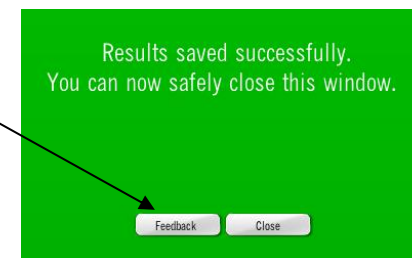 Results saved successfully.
You can now safely close this window.
Feedback Close